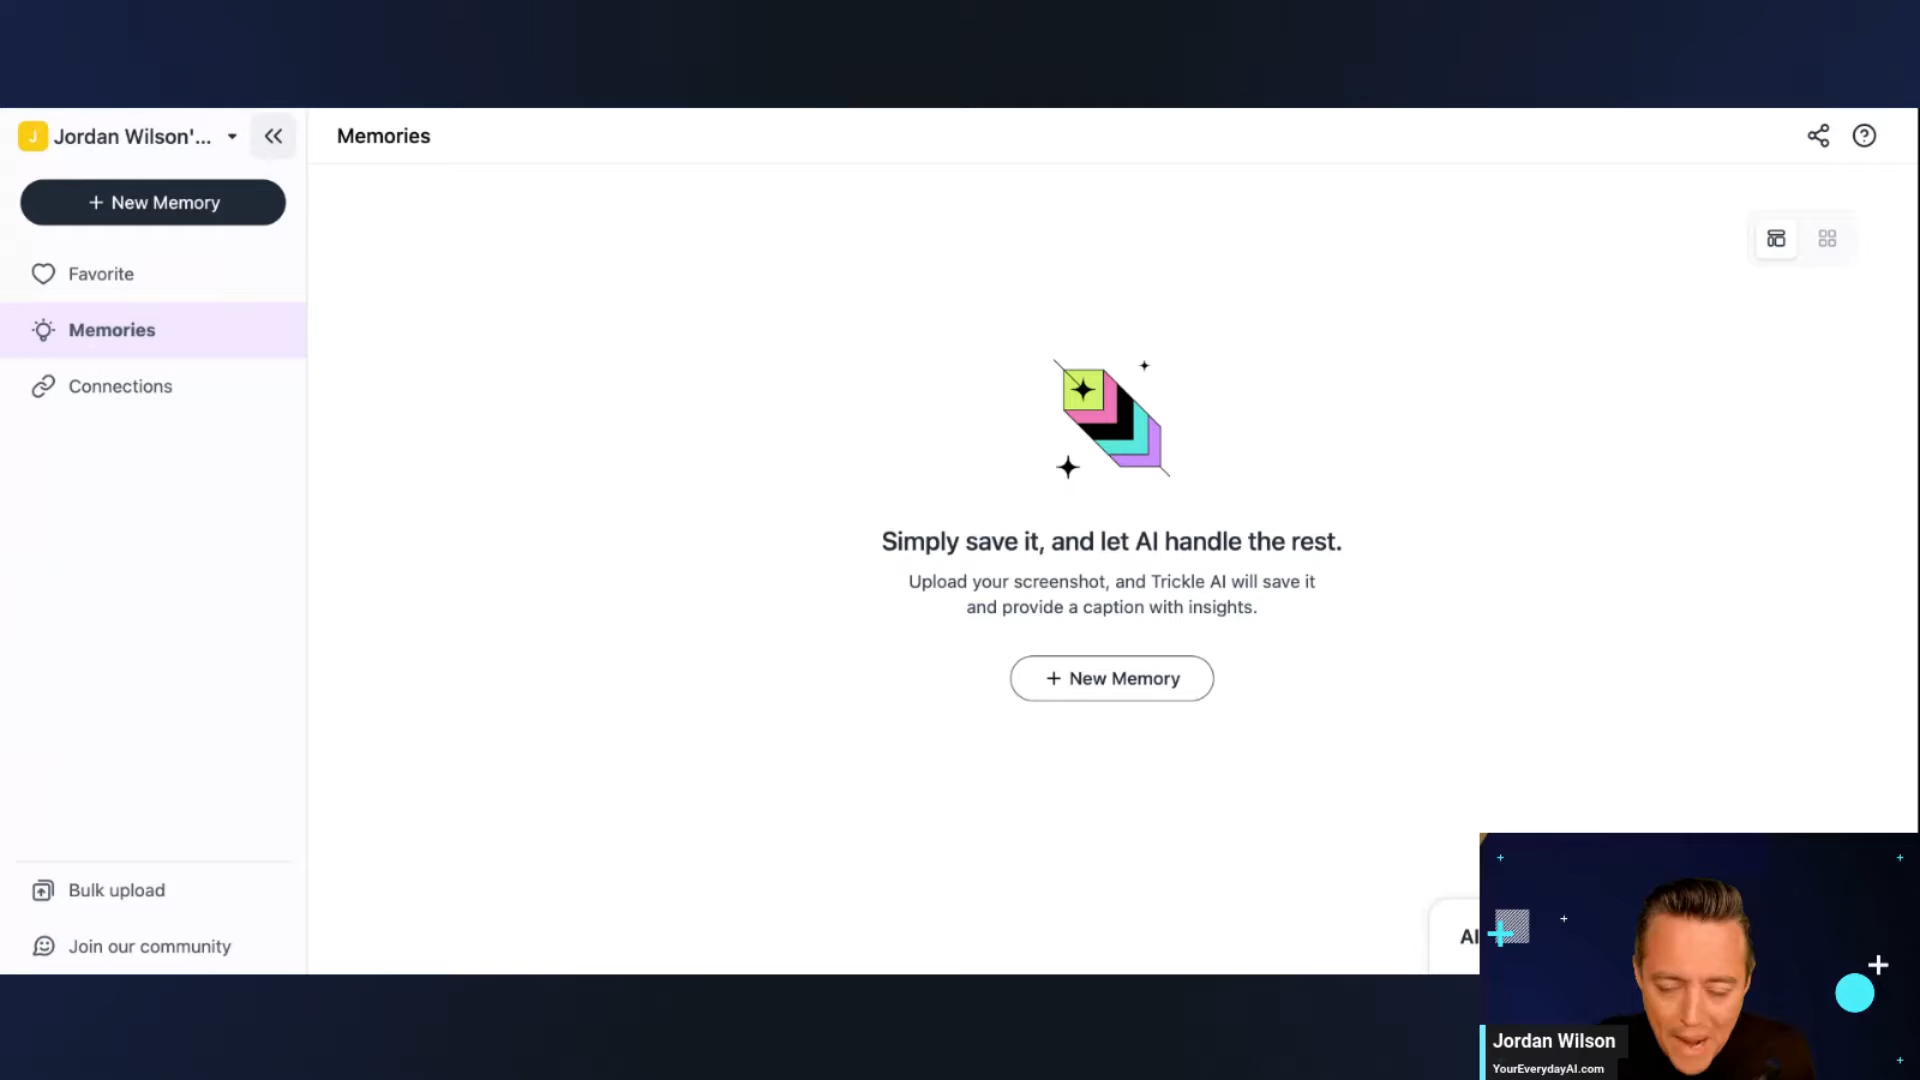 J Jordan Wilson'...
Memories
+ New Memory
Favorite
Memories
Connections
Simply save it, and let AI handle the rest.
Upload your screenshot, and Trickle AI will save it
and provide a caption with insights.
+ New Memory
Bulk upload
Join our community
AI
Jordan Wilson
YourEverydayAI.com